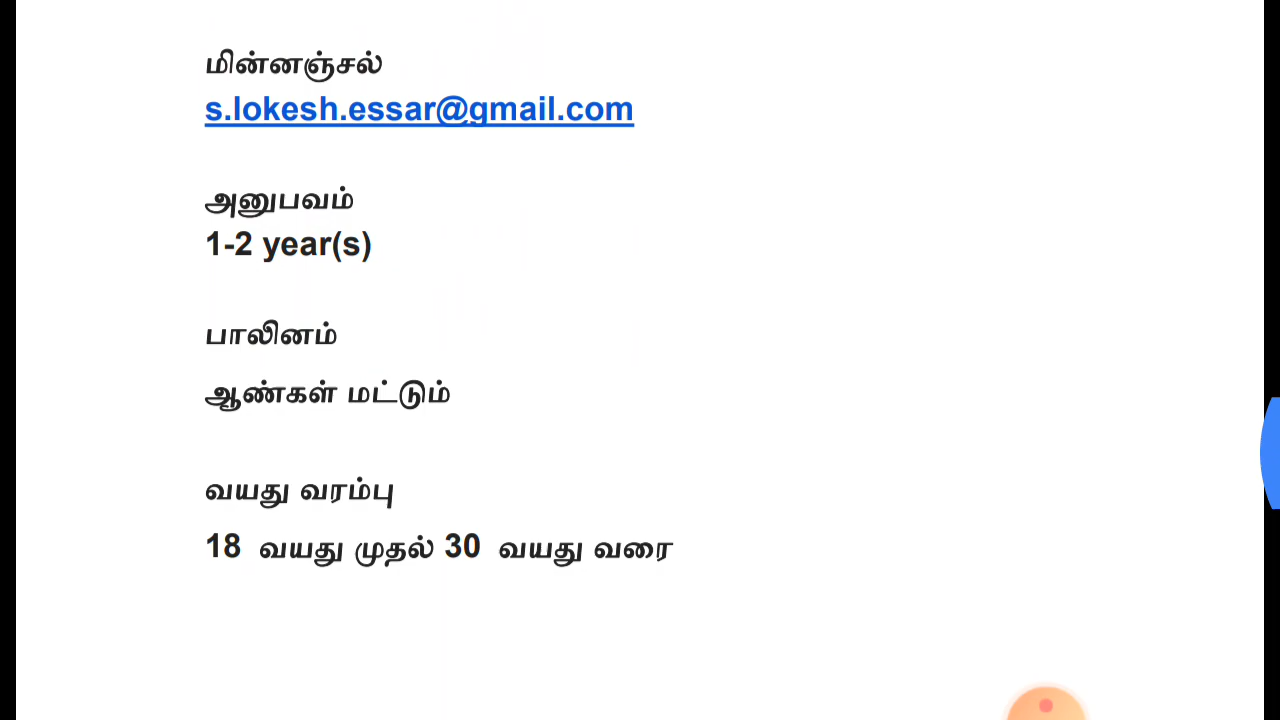 மின்னஞ்சல்
s.lokesh.essar@gmail.com
அனுபவம்
1-2 year(s)
பாலினம்
ஆண்கள் மட்டும்
வயது வரம்பு
18 வயது முதல் 30 வயது வரை